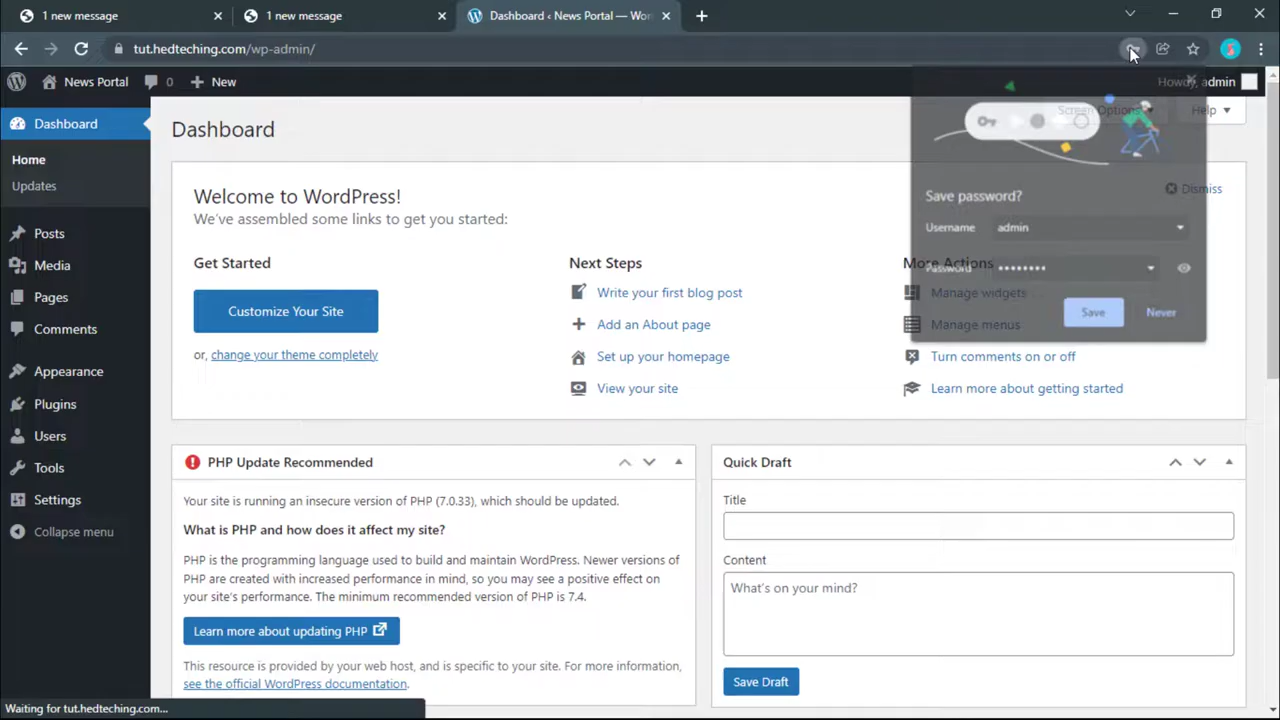 1 new message
1 new message
Dashboard ‹ News Portal — Wor
tut.hedteching.com/wp-admin/
News Portal
0
New
Howdy, admin
Screen Options
Help
Dashboard
Home
Updates
Posts
Media
Pages
Comments
Appearance
Plugins
Users
Tools
Settings
Collapse menu
Dashboard
Welcome to WordPress!
We've assembled some links to get you started:
Dismiss
Get Started
Customize Your Site
or, change your theme completely
Next Steps
Write your first blog post
Add an About page
Set up your homepage
View your site
More Actions
Manage widgets
Manage menus
Turn comments on or off
Learn more about getting started
Save password?
Username
admin
Password
••••••••
Save
Never
PHP Update Recommended
Your site is running an insecure version of PHP (7.0.33), which should be updated.
What is PHP and how does it affect my site?
PHP is the programming language used to build and maintain WordPress. Newer versions of
PHP are created with increased performance in mind, so you may see a positive effect on
your site's performance. The minimum recommended version of PHP is 7.4.
Learn more about updating PHP
This resource is provided by your web host, and is specific to your site. For more information,
see the official WordPress documentation.
Quick Draft
Title
Content
What's on your mind?
Save Draft
Waiting for tut.hedteching.com...